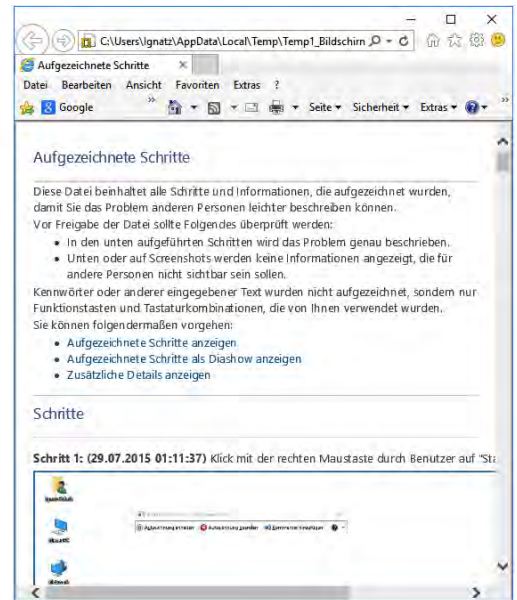 C:\Users\Ignatz\AppData\Local\Temp\Temp1_Bildschirn
Aufgezeichnete Schritte
Datei Bearbeiten Ansicht Favoriten Extras ?
Google » Seite Sicherheit Extras »
Aufgezeichnete Schritte
Diese Datei beinhaltet alle Schritte und Informationen, die aufgezeichnet wurden,
damit Sie das Problem anderen Personen leichter beschreiben können.
Vor Freigabe der Datei sollte Folgendes überprüft werden:
• In den unten aufgeführten Schritten wird das Problem genau beschrieben.
• Unten oder auf Screenshots werden keine Informationen angezeigt, die für
andere Personen nicht sichtbar sein sollen.
Kennwörter oder anderer eingegebener Text wurden nicht aufgezeichnet, sondern nur
Funktionstasten und Tastaturkombinationen, die von Ihnen verwendet wurden.
Sie können folgendermaßen vorgehen:
• Aufgezeichnete Schritte anzeigen
• Aufgezeichnete Schritte als Diashow anzeigen
• Zusätzliche Details anzeigen
Schritte
Schritt 1: (29.07.2015 01:11:37) Klick mit der rechten Maustaste durch Benutzer auf "Sta